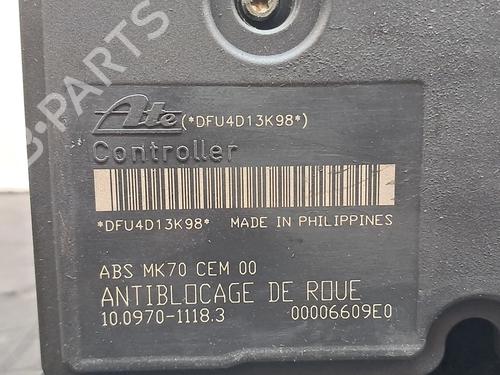 B-PARTS
Ate (*DFU4D13K98*)
Controller
*DFU4D13K98* MADE IN PHILIPPINES
ABS MK70 CEM 00
ANTIBLOCAGE DE ROUE
10.0970-1118.3 00006609E0